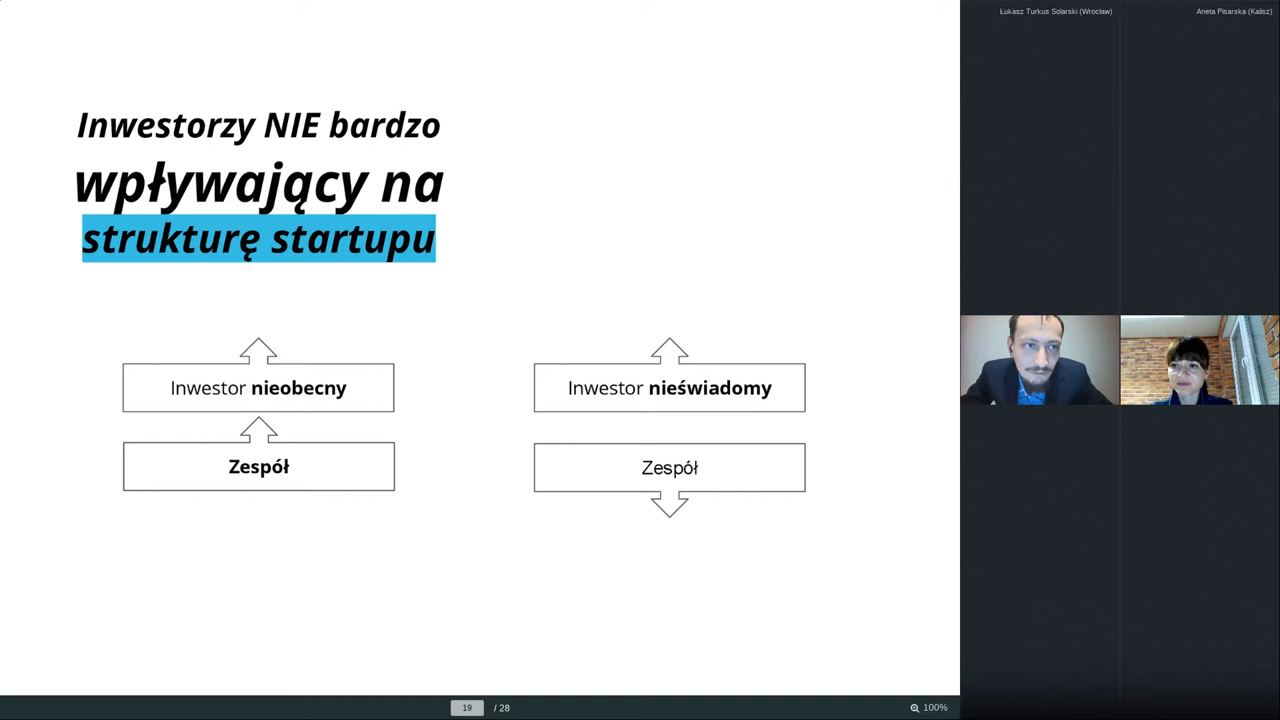 Łukasz Turkus Solarski (Wrocław)
Aneta Pisarska (Kalisz)
Inwestorzy NIE bardzo
wpływający na
strukturę startupu
Inwestor nieobecny
Zespół
Inwestor nieświadomy
Zespół
19 / 28
100%